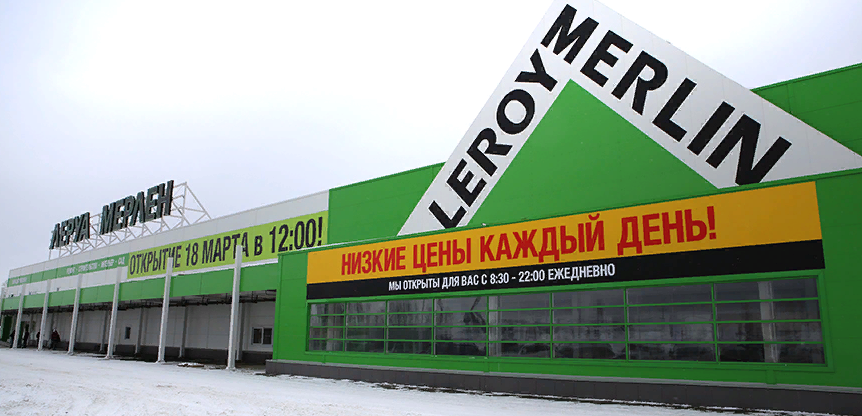 LEROY MERLIN
ЛЕРУА МЕРЛЕН
ОТКРЫТИЕ 18 МАРТА в 12:00!
НИЗКИЕ ЦЕНЫ КАЖДЫЙ ДЕНЬ!
МЫ ОТКРЫТЫ ДЛЯ ВАС С 8:30 - 22:00 ЕЖЕДНЕВНО